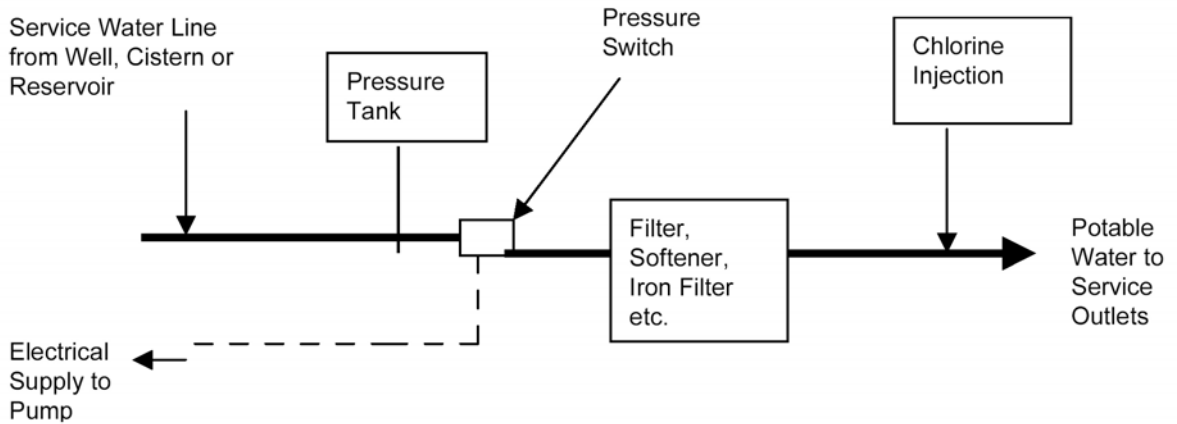 Service Water Line
from Well, Cistern or
Reservoir
Pressure
Tank
Pressure
Switch
Chlorine
Injection
Filter,
Softener,
Iron Filter
etc.
Potable
Water to
Service
Outlets
Electrical
Supply to
Pump